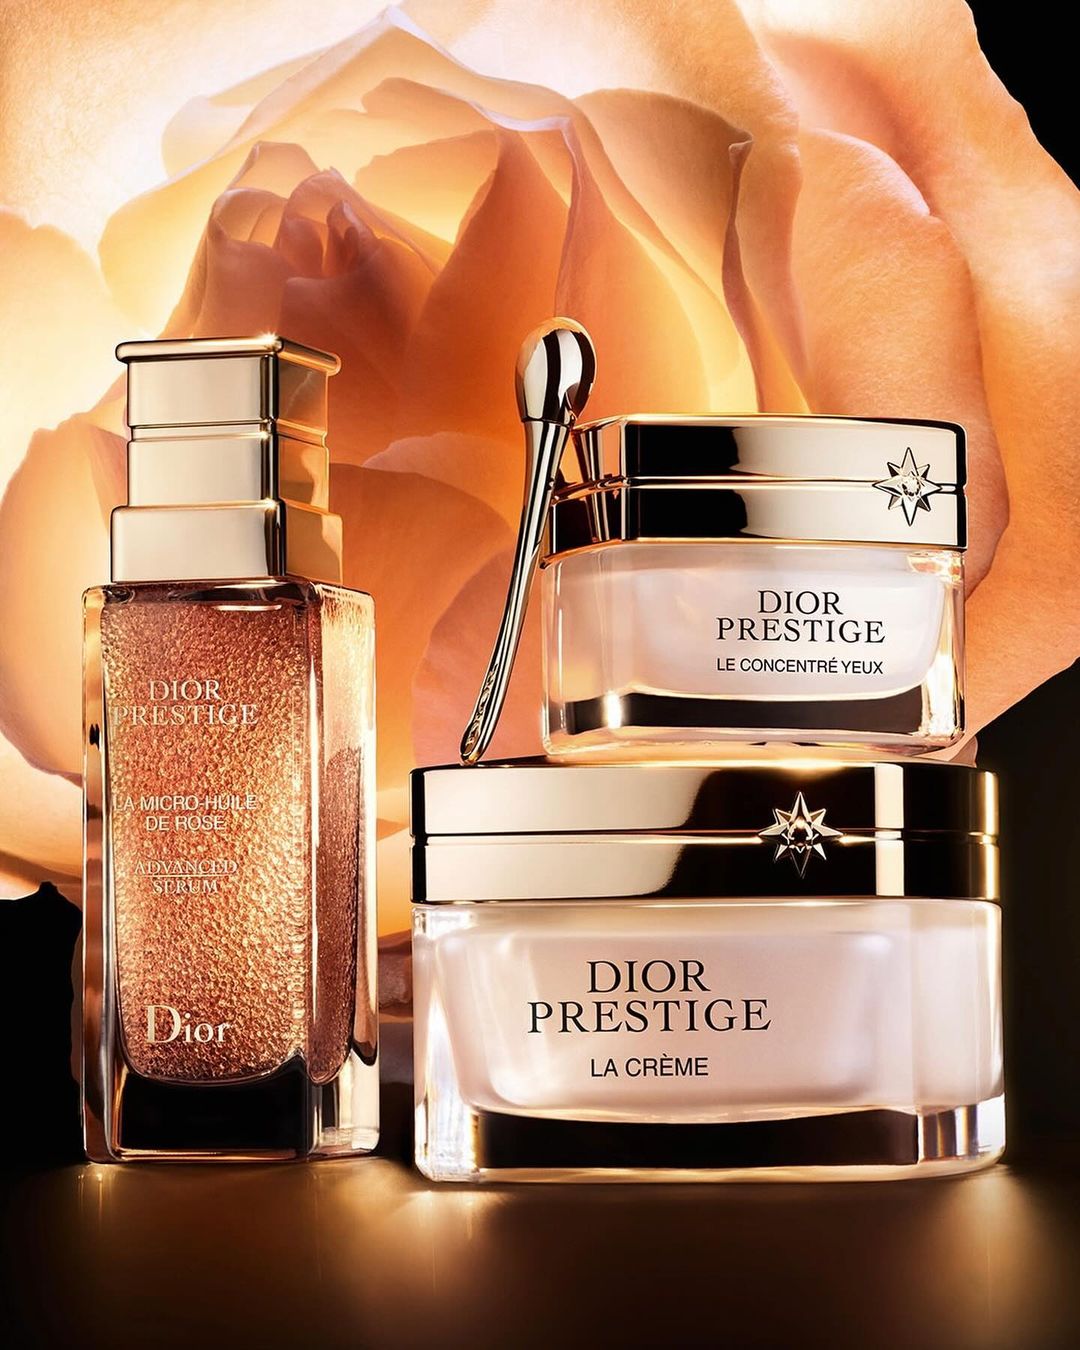 DIOR
PRESTIGE
LA MICRO-HUILE
DE ROSE
ADVANCED
SERUM
Dior
DIOR
PRESTIGE
LE CONCENTRÉ YEUX
DIOR
PRESTIGE
LA CRÈME